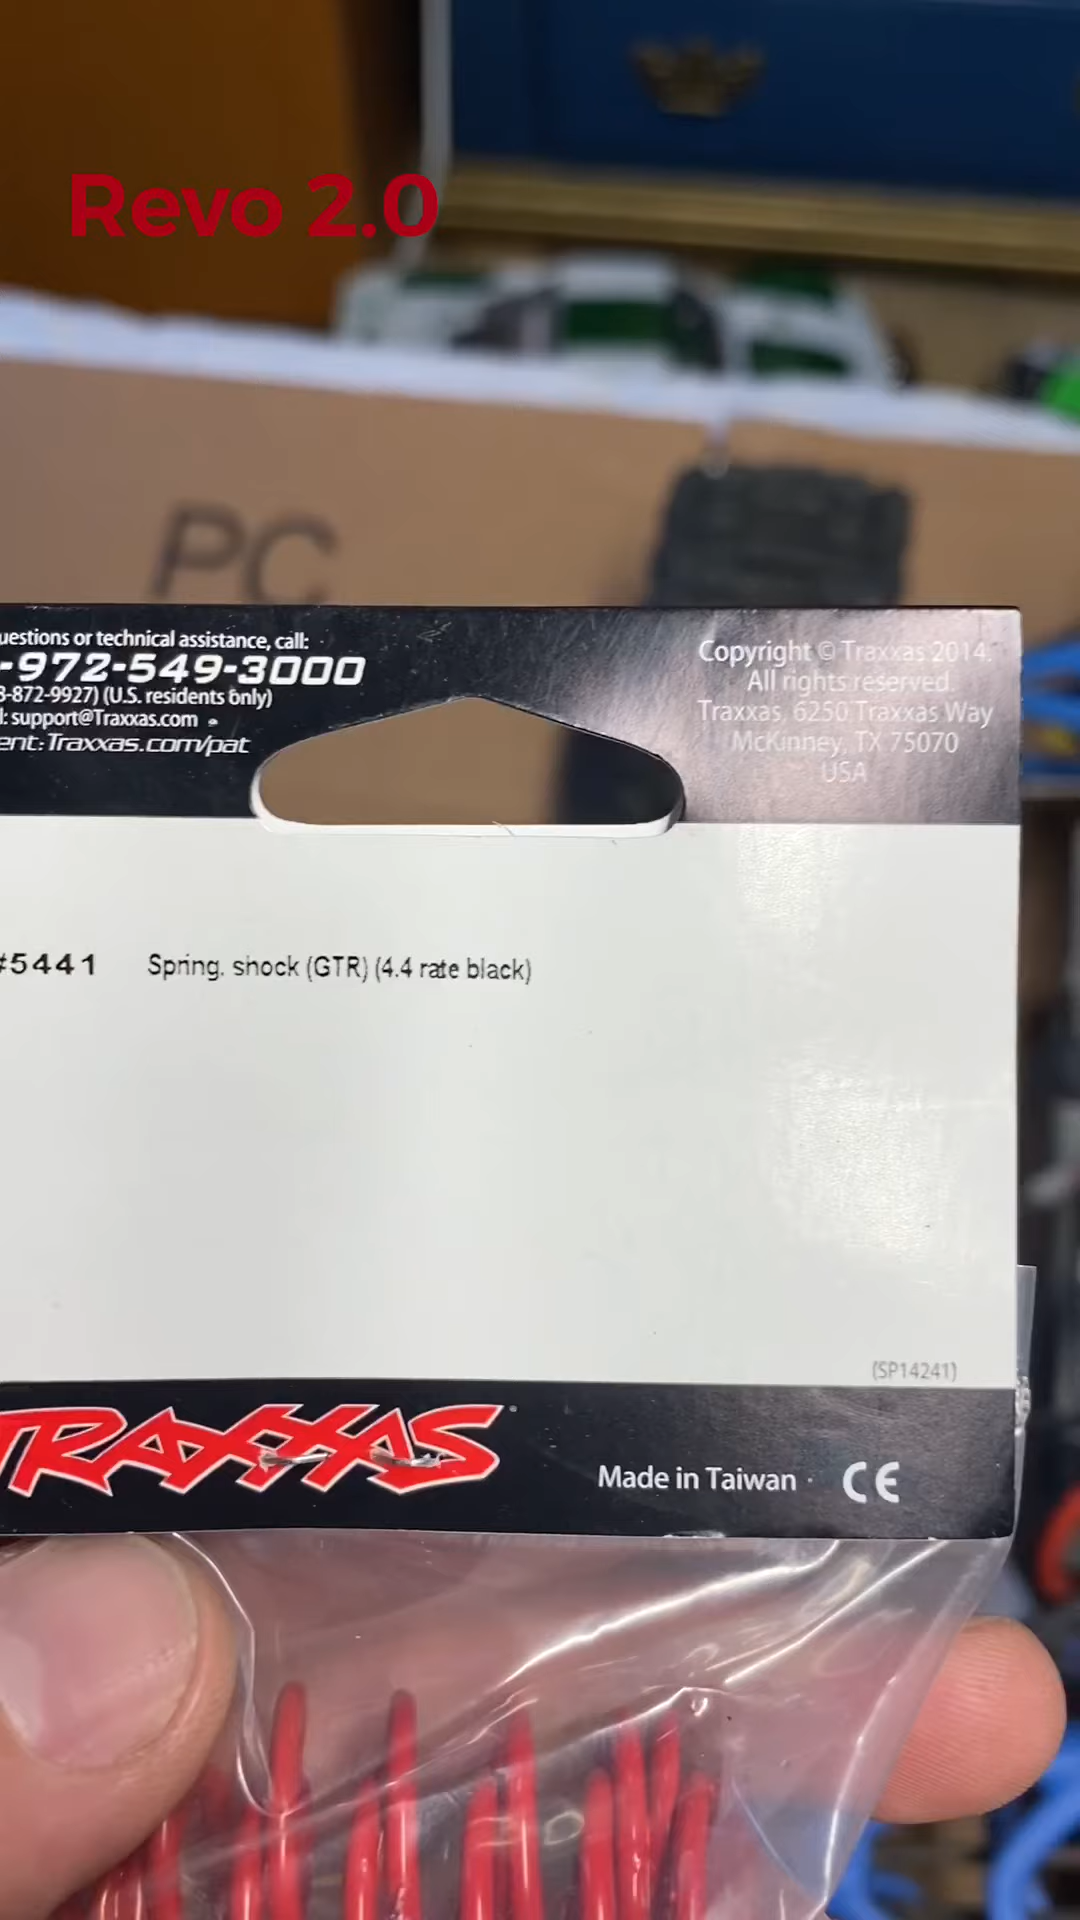 Revo 2.0
PC
uestions or technical assistance, call:
-972-549-3000
8-872-9927) (U.S. residents only)
l: support@Traxxas.com
ent: Traxxas.com/pat
Copyright © Traxxas 2014.
All rights reserved.
Traxxas, 6250 Traxxas Way
McKinney, TX 75070
USA
#5441 Spring, shock (GTR) (4.4 rate black)
(SP14241)
TRAXXAS
Made in Taiwan CE